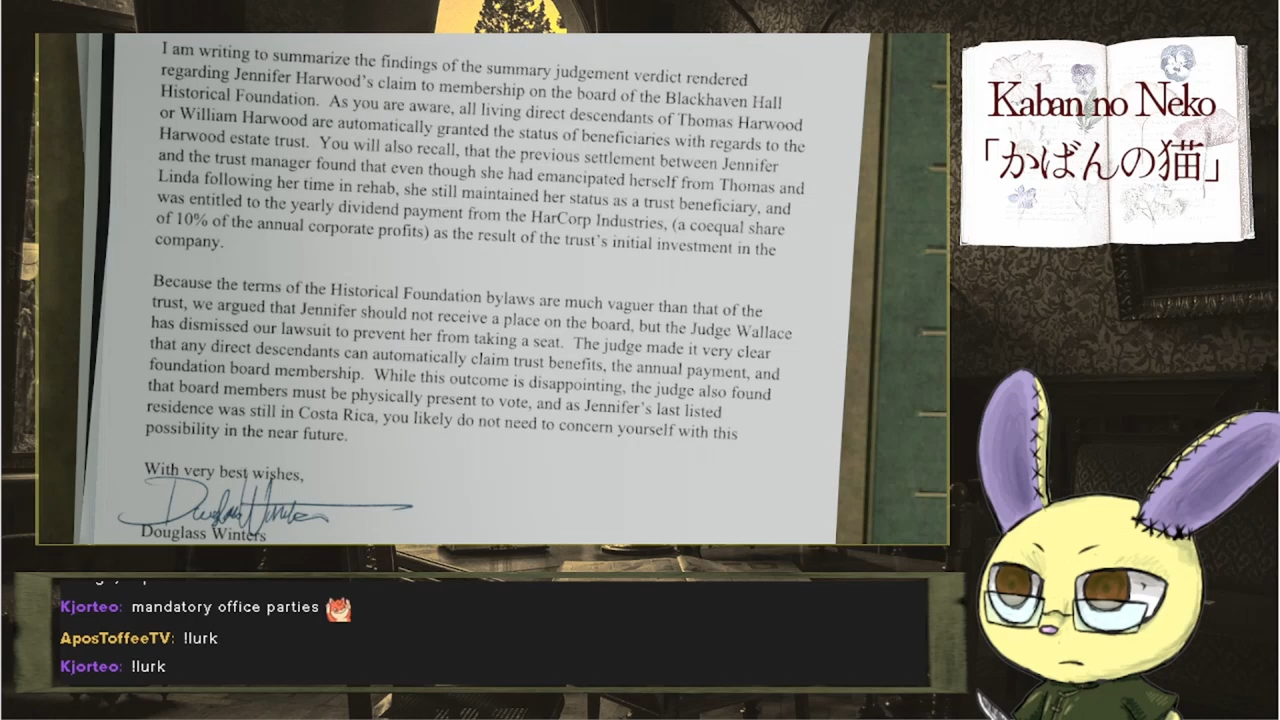 I am writing to summarize the findings of the summary judgement verdict rendered
regarding Jennifer Harwood's claim to membership on the board of the Blackhaven Hall
Historical Foundation.  As you are aware, all living direct descendants of Thomas Harwood
or William Harwood are automatically granted the status of beneficiaries with regards to the
Harwood estate trust.  You will also recall, that the previous settlement between Jennifer
and the trust manager found that even though she had emancipated herself from Thomas and
Linda following her time in rehab, she still maintained her status as a trust beneficiary, and
was entitled to the yearly dividend payment from the HarCorp Industries, (a coequal share
of 10% of the annual corporate profits) as the result of the trust's initial investment in the
company.
Because the terms of the Historical Foundation bylaws are much vaguer than that of the
trust, we argued that Jennifer should not receive a place on the board, but the Judge Wallace
has dismissed our lawsuit to prevent her from taking a seat.  The judge made it very clear
that any direct descendants can automatically claim trust benefits, the annual payment, and
foundation board membership.  While this outcome is disappointing, the judge also found
that board members must be physically present to vote, and as Jennifer's last listed
residence was still in Costa Rica, you likely do not need to concern yourself with this
possibility in the near future.
With very best wishes,
Douglass Winters
Douglass Winters
Kaban no Neko
「かばんの猫」
Kjorteo: mandatory office parties
AposToffeeTV: !lurk
Kjorteo: !lurk